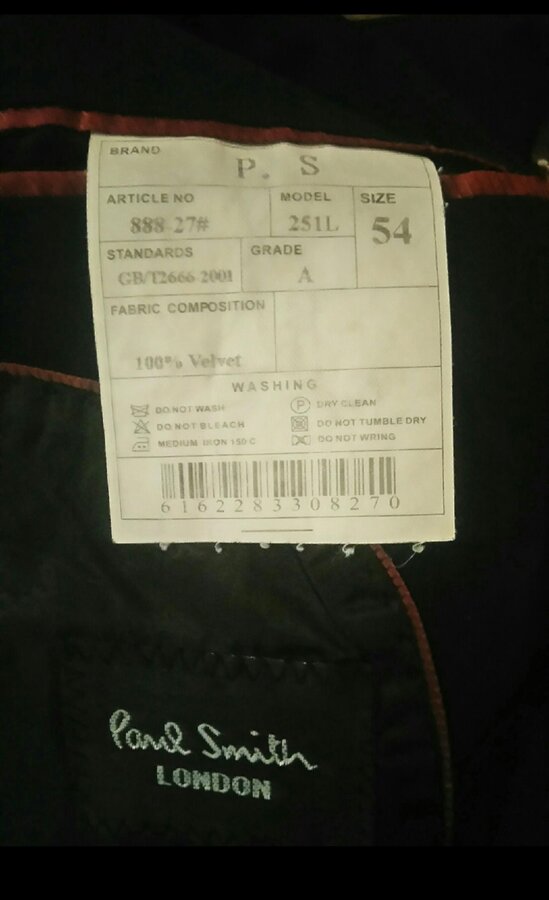 BRAND
P. S
ARTICLE NO
888-27#
MODEL
251L
SIZE
54
STANDARDS
GB/T2666-2001
GRADE
A
FABRIC COMPOSITION
100% Velvet
WASHING
DO NOT WASH
P DRY CLEAN
DO NOT BLEACH
DO NOT TUMBLE DRY
MEDIUM IRON 150 C
DO NOT WRING
6162283308270
Paul Smith
LONDON